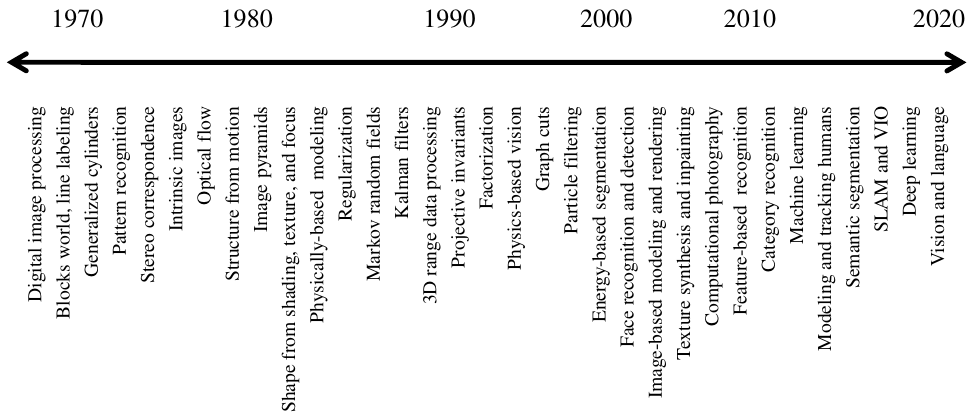 1970 1980 1990 2000 2010 2020
Digital image processing
Blocks world, line labeling
Generalized cylinders
Pattern recognition
Stereo correspondence
Intrinsic images
Optical flow
Structure from motion
Image pyramids
Shape from shading, texture, and focus
Physically-based modeling
Regularization
Markov random fields
Kalman filters
3D range data processing
Projective invariants
Factorization
Physics-based vision
Graph cuts
Particle filtering
Energy-based segmentation
Face recognition and detection
Image-based modeling and rendering
Texture synthesis and inpainting
Computational photography
Feature-based recognition
Category recognition
Machine learning
Modeling and tracking humans
Semantic segmentation
SLAM and VIO
Deep learning
Vision and language